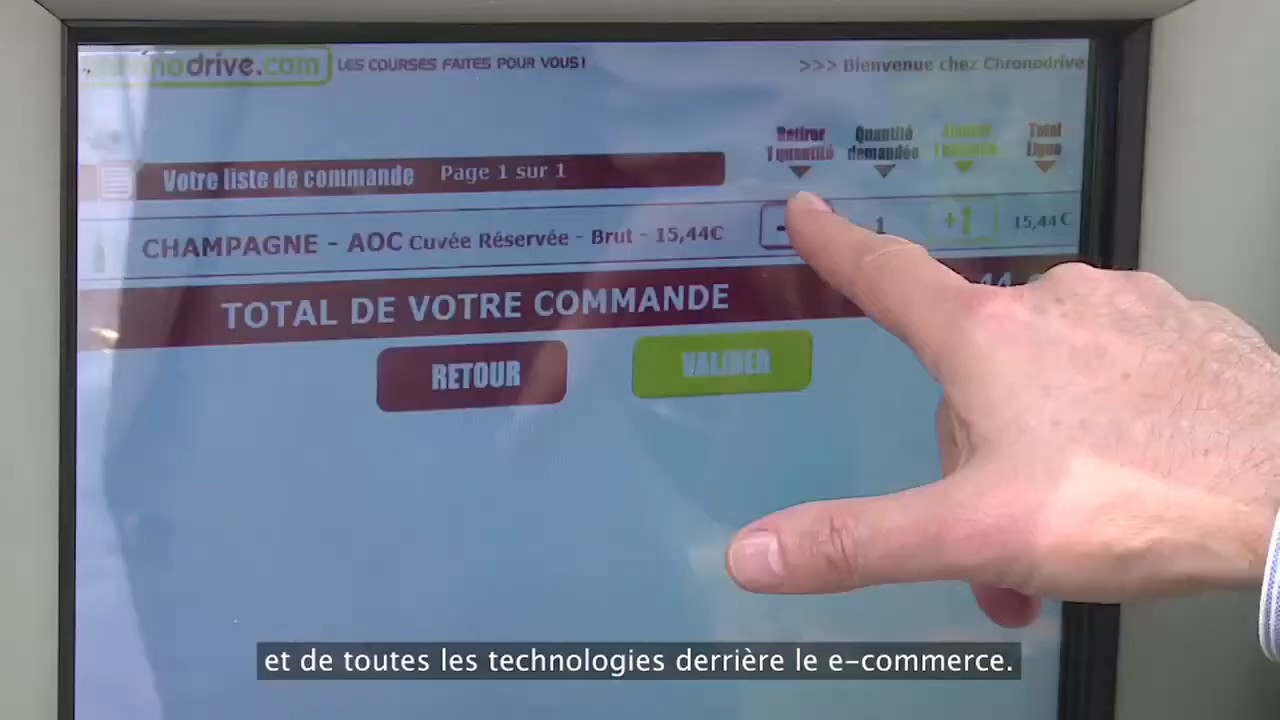 nodrive.com LES COURSES FAITES POUR VOUS!
>>> Bienvenue chez Chronodrive
Retirer
1 quantité
Quantité
demandée
Total
Ligne
Votre liste de commande Page 1 sur 1
CHAMPAGNE - AOC Cuvée Réservée - Brut - 15,44€
1 +1 15,44€
TOTAL DE VOTRE COMMANDE
RETOUR VALIDER
et de toutes les technologies derrière le e-commerce.